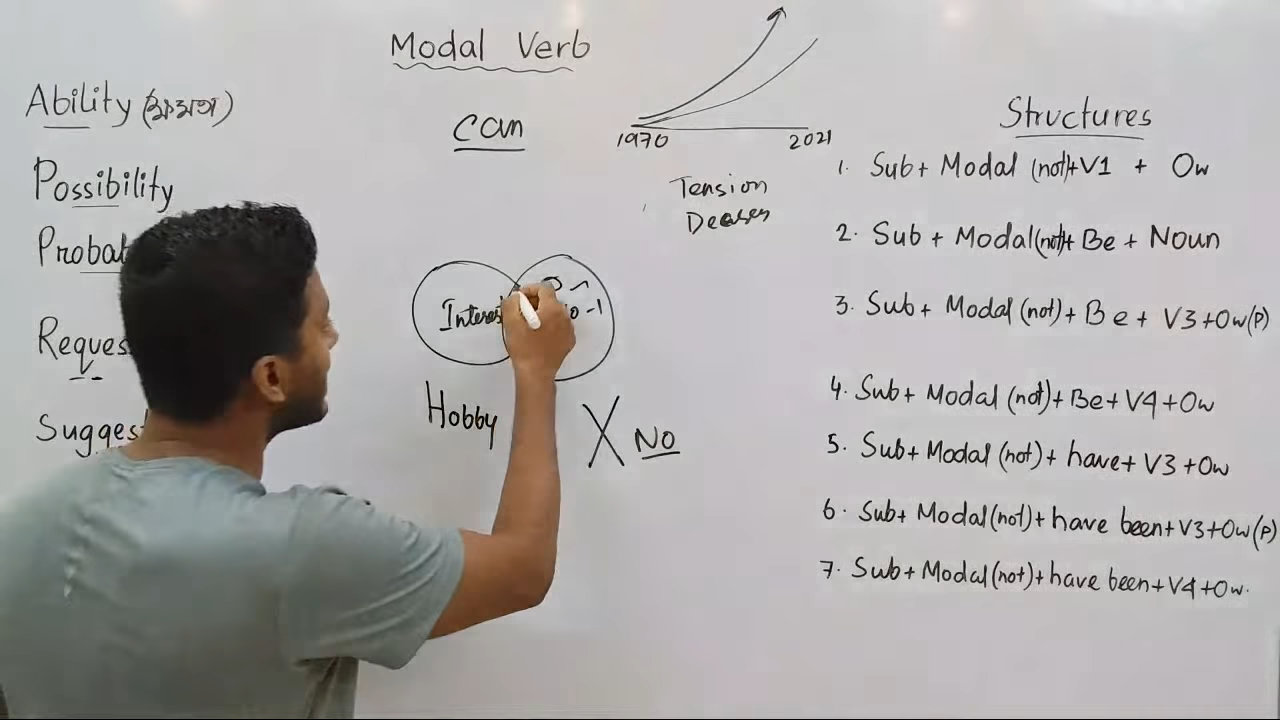 Modal Verb
Ability (ক্ষমতা)
Possibility
can
1970
2021
Tension
Hobby
X NO
Structures
1. Sub+ Modal (not)+V1 + Ow
2. Sub + Modal(not)+ Be + Noun
3. Sub + Modal (not)+ Be + V3+Ow(P)
4. Sub+ Modal (not)+Be+V4+Ow
5. Sub+ Modal (not)+have+V3+Ow
6. Sub+ Modal(not)+have been+V3+Ow(P)
7. Sub+Modal(not)+have been+V4+Ow.